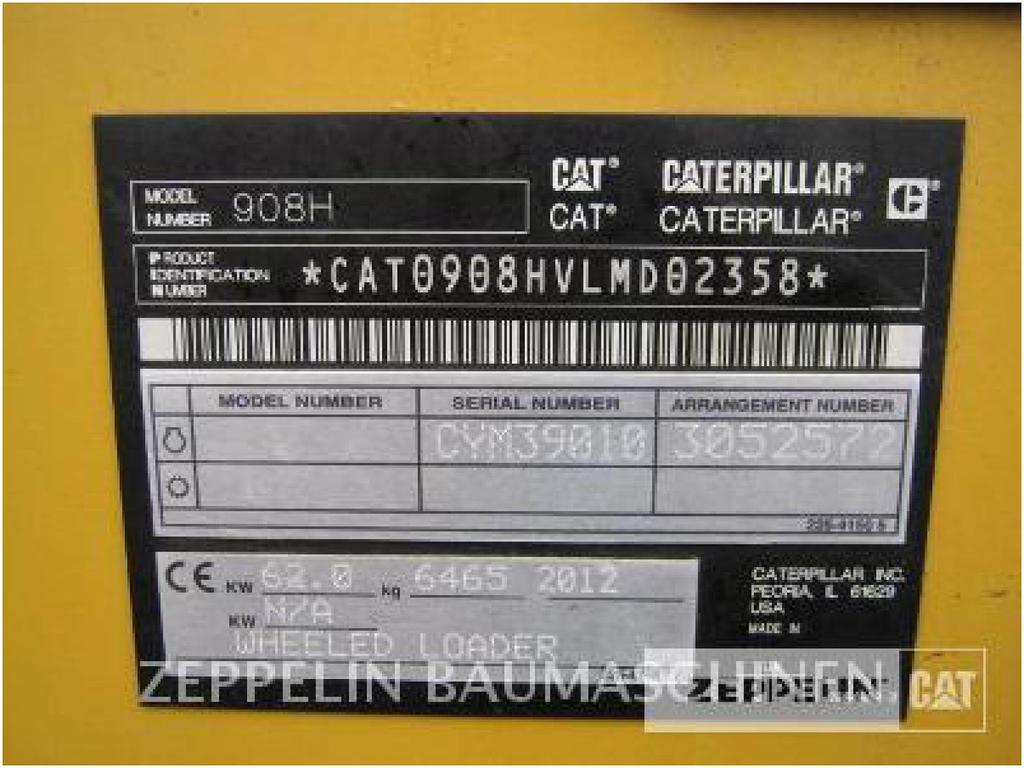 CAT® CATERPILLAR®
CAT® CATERPILLAR®
MODEL NUMBER 908H
PRODUCT IDENTIFICATION NUMBER *CAT0908HVLMD02358*
MODEL NUMBER SERIAL NUMBER ARRANGEMENT NUMBER
CYM39010 3052572
CE KW 62.0 kg 6465 2012
KW N/A
WHEELED LOADER
CATERPILLAR INC.
PEORIA, IL 61629
USA
MADE IN
ZEPPELIN BAUMASCHINEN
ZEPPELIN CAT